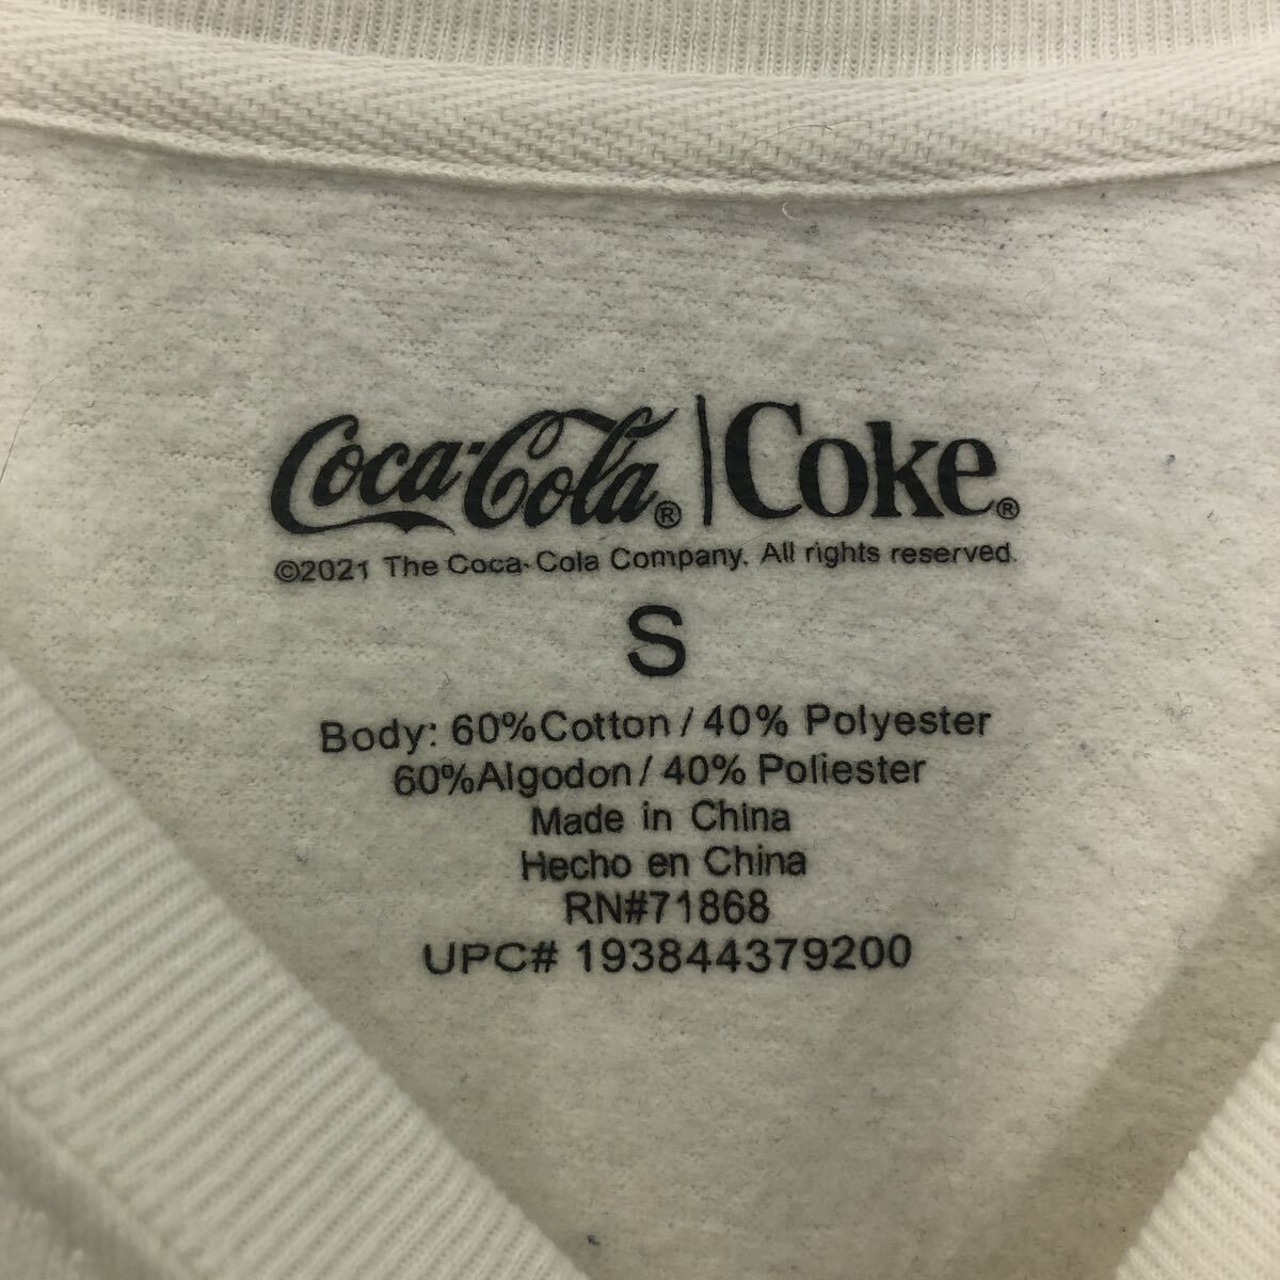 Coca-Cola® | Coke®
©2021 The Coca-Cola Company. All rights reserved.
S
Body: 60%Cotton / 40% Polyester
60%Algodon / 40% Poliester
Made in China
Hecho en China
RN#71868
UPC# 193844379200